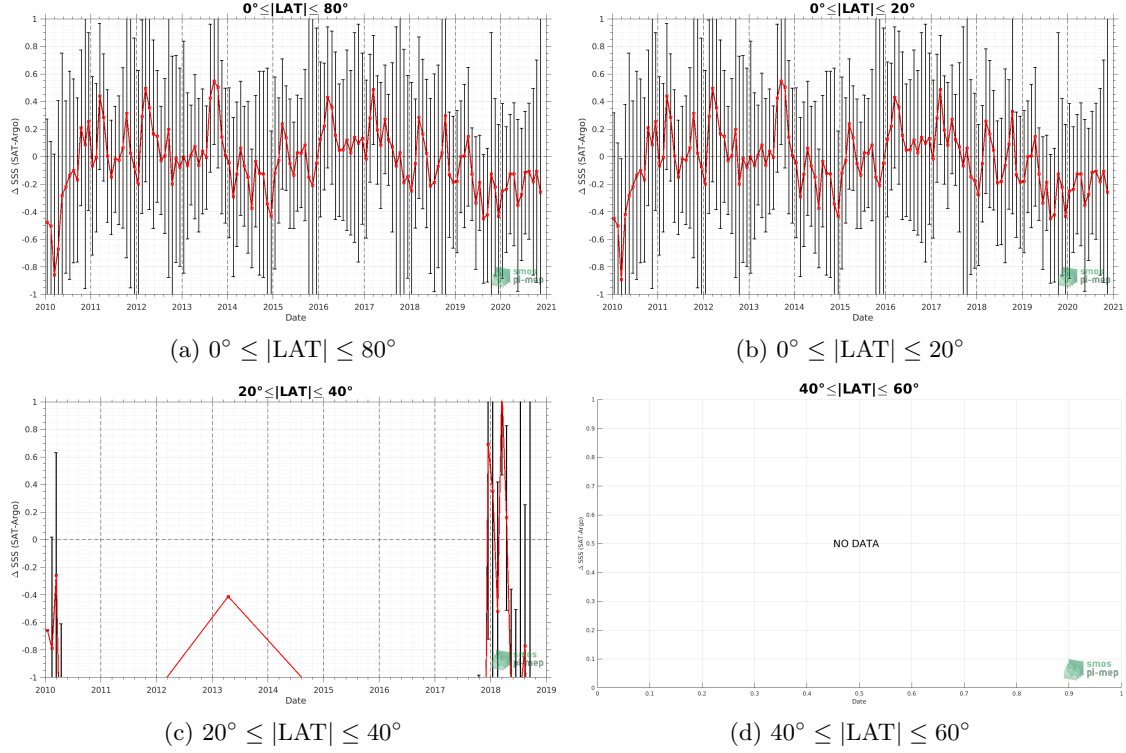 0°≤|LAT|≤ 80°
Δ SSS (SAT-Argo)
1
0.8
0.6
0.4
0.2
0
-0.2
-0.4
-0.6
-0.8
-1
2010 2011 2012 2013 2014 2015 2016 2017 2018 2019 2020 2021
Date
smos
pi-mep
(a) 0° ≤ |LAT| ≤ 80°
0°≤|LAT|≤ 20°
Δ SSS (SAT-Argo)
1
0.8
0.6
0.4
0.2
0
-0.2
-0.4
-0.6
-0.8
-1
2010 2011 2012 2013 2014 2015 2016 2017 2018 2019 2020 2021
Date
smos
pi-mep
(b) 0° ≤ |LAT| ≤ 20°
20°≤|LAT|≤ 40°
Δ SSS (SAT-Argo)
1
0.8
0.6
0.4
0.2
0
-0.2
-0.4
-0.6
-0.8
-1
2010 2011 2012 2013 2014 2015 2016 2017 2018 2019
Date
smos
pi-mep
(c) 20° ≤ |LAT| ≤ 40°
40°≤|LAT|≤ 60°
Δ SSS (SAT-Argo)
1
0.9
0.8
0.7
0.6
0.5
0.4
0.3
0.2
0.1
0
NO DATA
0 0.1 0.2 0.3 0.4 0.5 0.6 0.7 0.8 0.9 1
Date
smos
pi-mep
(d) 40° ≤ |LAT| ≤ 60°